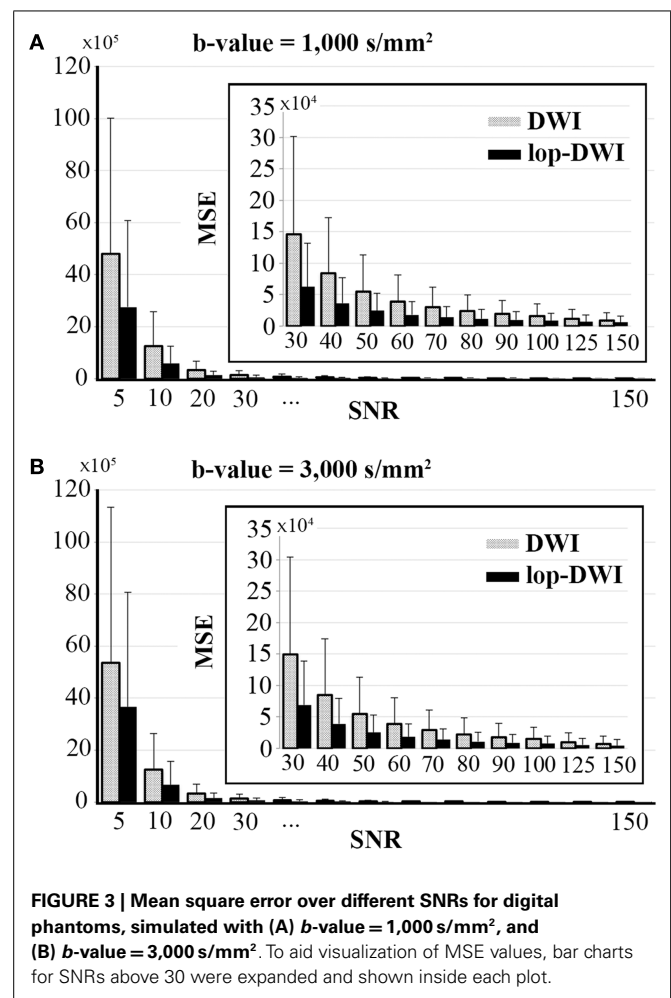 A
x10⁵
b-value = 1,000 s/mm²
120
100
80
60
40
20
0
MSE
35
x10⁴
30
25
20
15
10
5
0
DWI
lop-DWI
30 40 50 60 70 80 90 100 125 150
5 10 20 30 ... 150
SNR
B
x10⁵
b-value = 3,000 s/mm²
120
100
80
60
40
20
0
MSE
35
x10⁴
30
25
20
15
10
5
0
DWI
lop-DWI
30 40 50 60 70 80 90 100 125 150
5 10 20 30 ... 150
SNR
FIGURE 3 | Mean square error over different SNRs for digital
phantoms, simulated with (A) b-value = 1,000 s/mm², and
(B) b-value = 3,000 s/mm². To aid visualization of MSE values, bar charts
for SNRs above 30 were expanded and shown inside each plot.